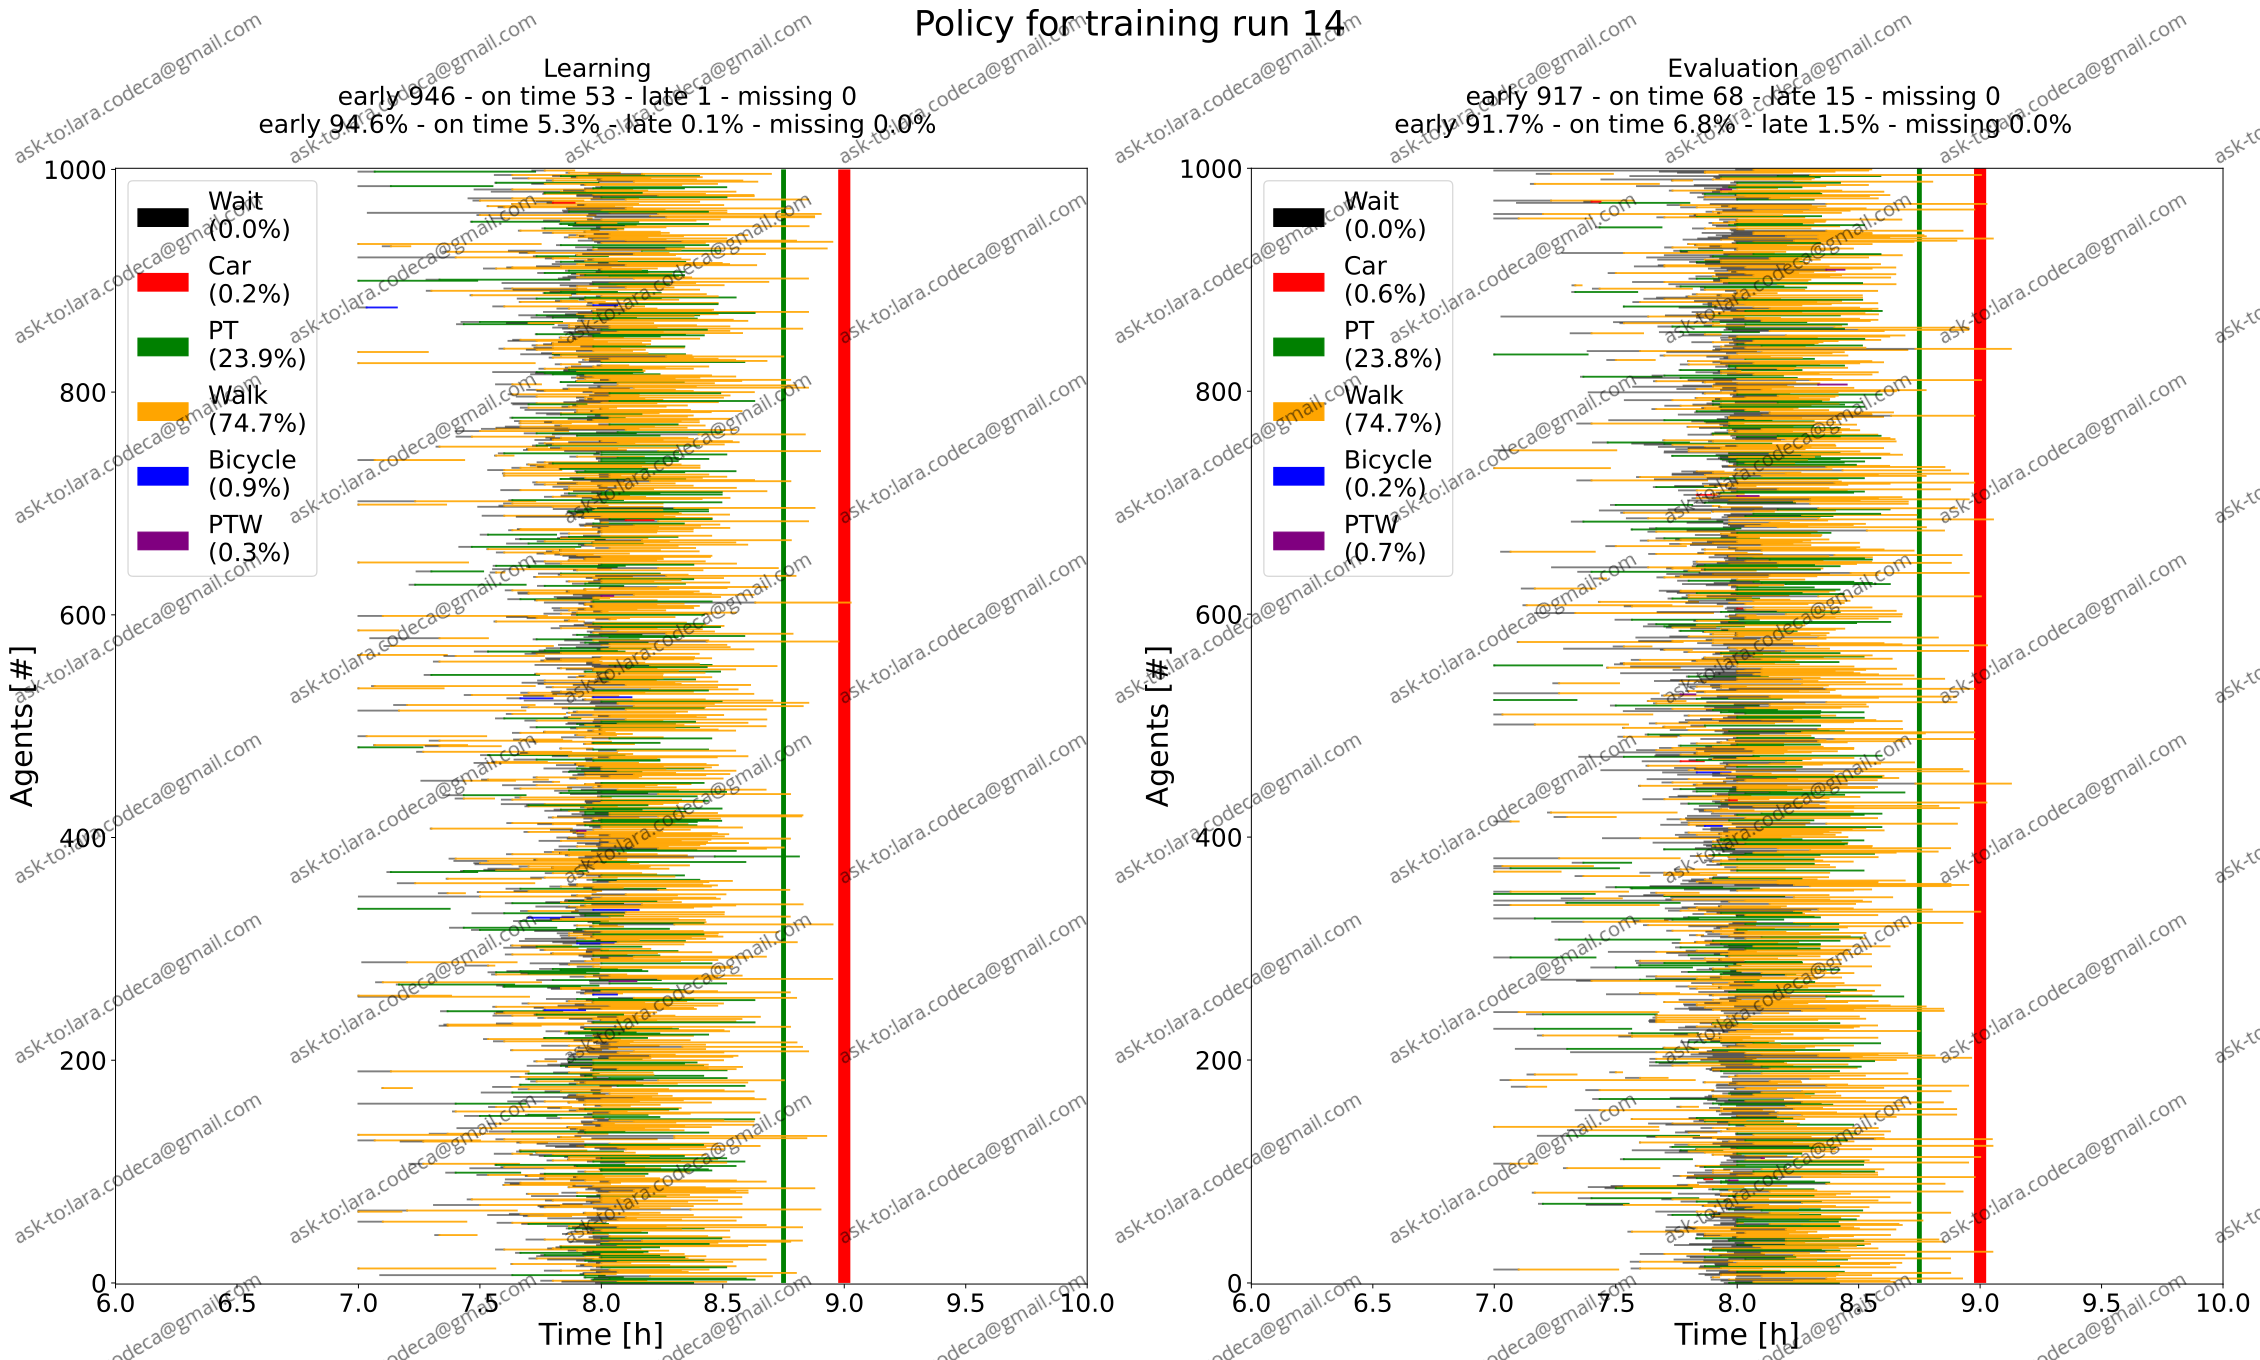 Policy for training run 14
Learning
early 946 - on time 53 - late 1 - missing 0
early 94.6% - on time 5.3% - late 0.1% - missing 0.0%
1000
800
600
400
200
0
Agents [#]
Wait
(0.0%)
Car
(0.2%)
PT
(23.9%)
Walk
(74.7%)
Bicycle
(0.9%)
PTW
(0.3%)
6.0 6.5 7.0 7.5 8.0 8.5 9.0 9.5 10.0
Time [h]
Evaluation
early 917 - on time 68 - late 15 - missing 0
early 91.7% - on time 6.8% - late 1.5% - missing 0.0%
1000
800
600
400
200
0
Agents [#]
Wait
(0.0%)
Car
(0.6%)
PT
(23.8%)
Walk
(74.7%)
Bicycle
(0.2%)
PTW
(0.7%)
6.0 6.5 7.0 7.5 8.0 8.5 9.0 9.5 10.0
Time [h]
ask-to:lara.codeca@gmail.com